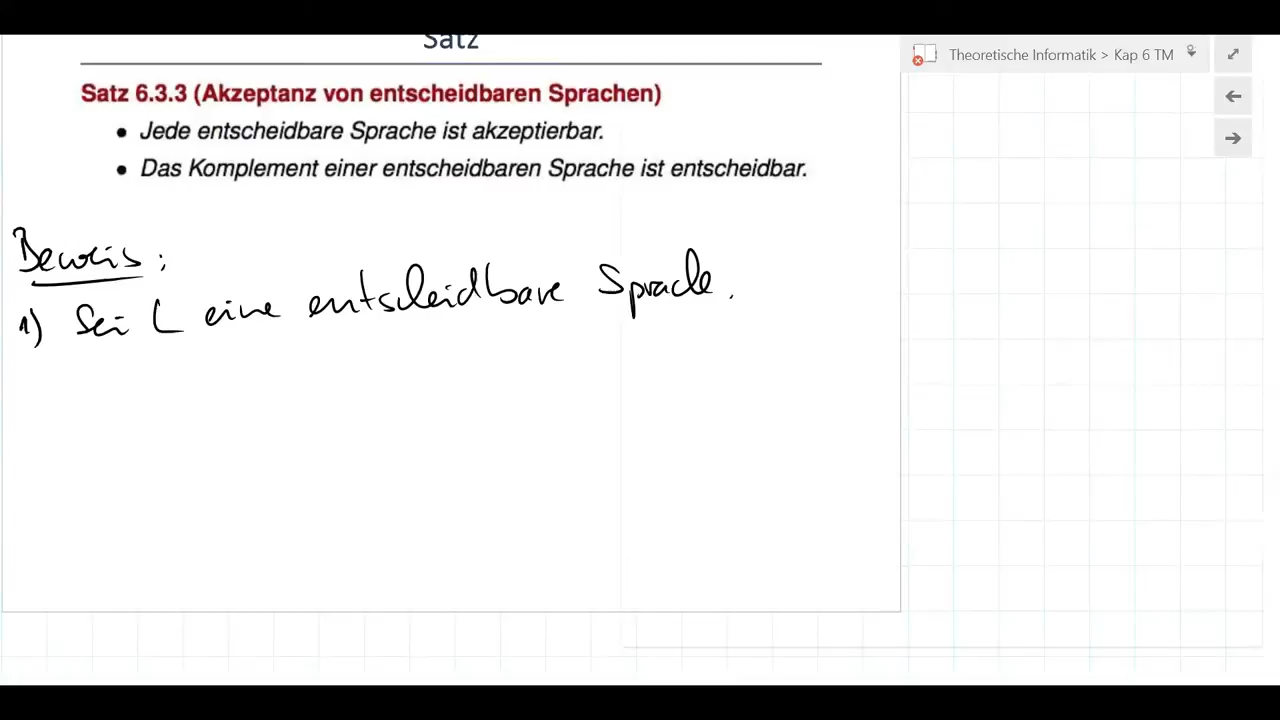 Satz
Theoretische Informatik > Kap 6 TM
Satz 6.3.3 (Akzeptanz von entscheidbaren Sprachen)
• Jede entscheidbare Sprache ist akzeptierbar.
• Das Komplement einer entscheidbaren Sprache ist entscheidbar.
Beweis:
1) Sei L eine entscheidbare Sprache.